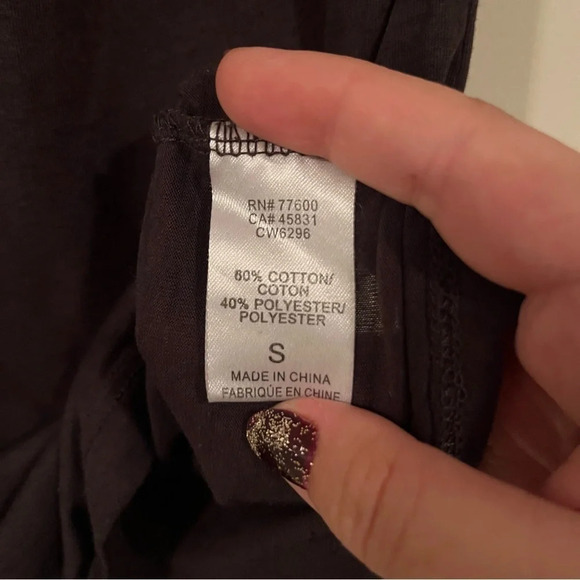 RN# 77600
CA# 45831
CW6296
60% COTTON/
COTON
40% POLYESTER/
POLYESTER
S
MADE IN CHINA
FABRIQUÉ EN CHINE